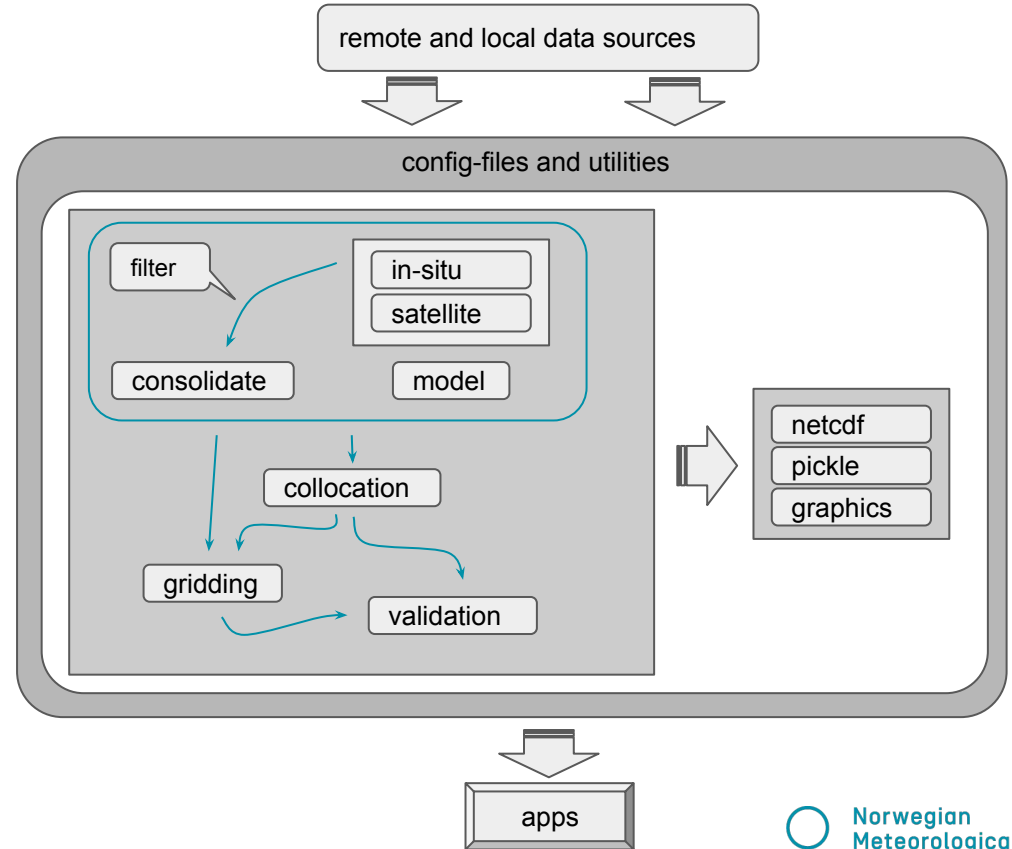 remote and local data sources
config-files and utilities
filter
in-situ
satellite
consolidate
model
collocation
gridding
validation
netcdf
pickle
graphics
apps
Norwegian
Meteorologica